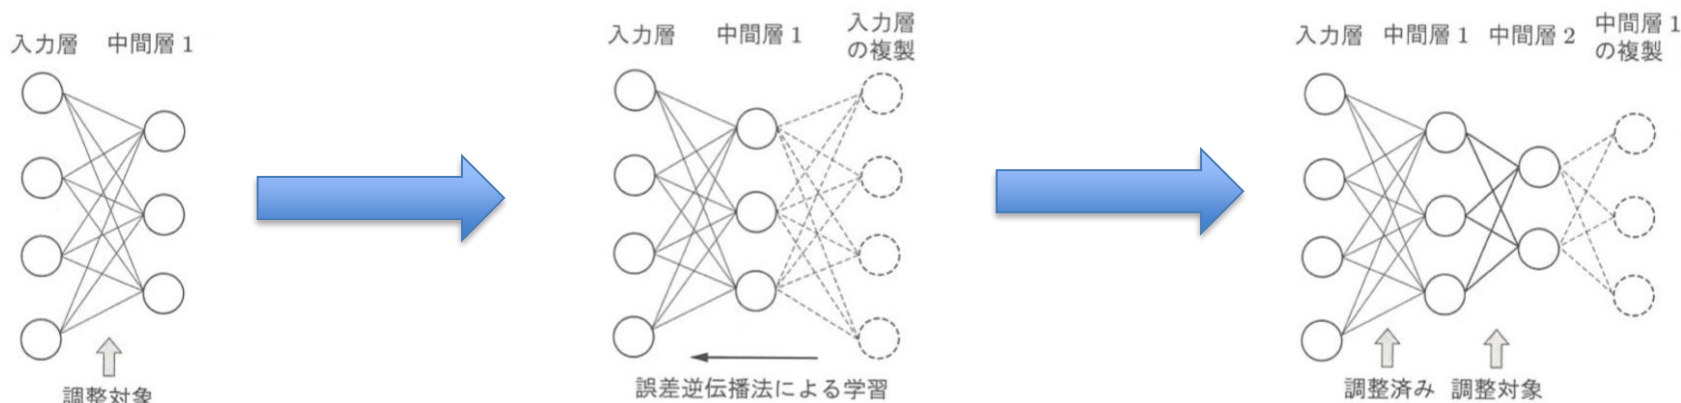 入力層 中間層 1
調整対象
入力層 中間層 1 入力層
の複製
誤差逆伝播法による学習
入力層 中間層 1 中間層 2 中間層 1
の複製
調整済み 調整対象